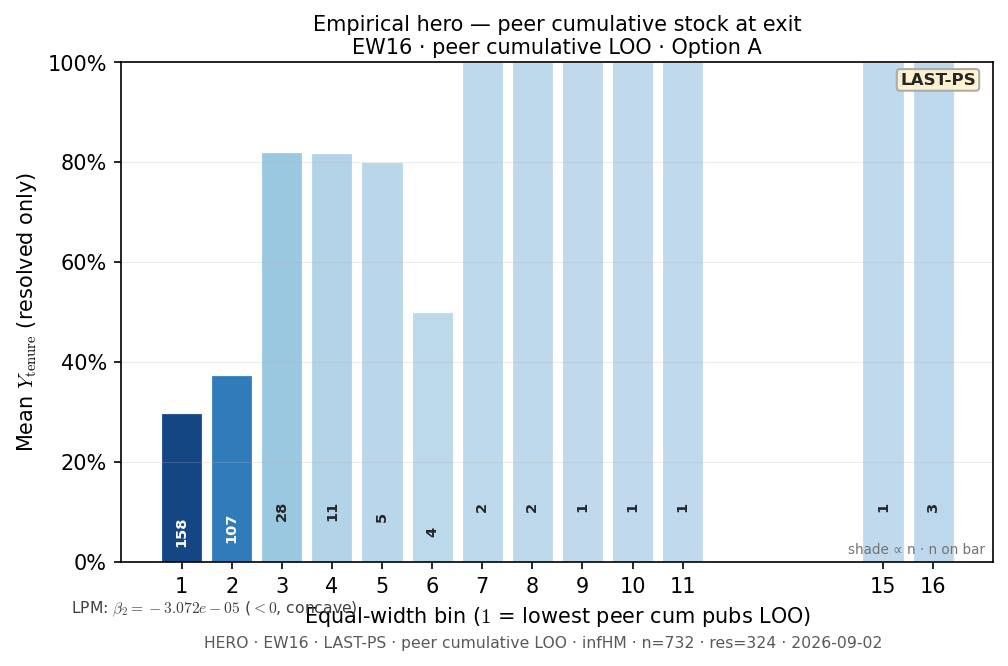 Empirical hero — peer cumulative stock at exit
EW16 · peer cumulative LOO · Option A
100%
80%
60%
40%
20%
0%
Mean Y_tenure (resolved only)
LAST-PS
158
107
28
11
5
4
2
2
1
1
1
1
3
shade ∝ n · n on bar
1 2 3 4 5 6 7 8 9 10 11 15 16
LPM: β₂ = −3.072e−05 (<0, concave)
Equal-width bin (1 = lowest peer cum pubs LOO)
HERO · EW16 · LAST-PS · peer cumulative LOO · infHM · n=732 · res=324 · 2026-09-02